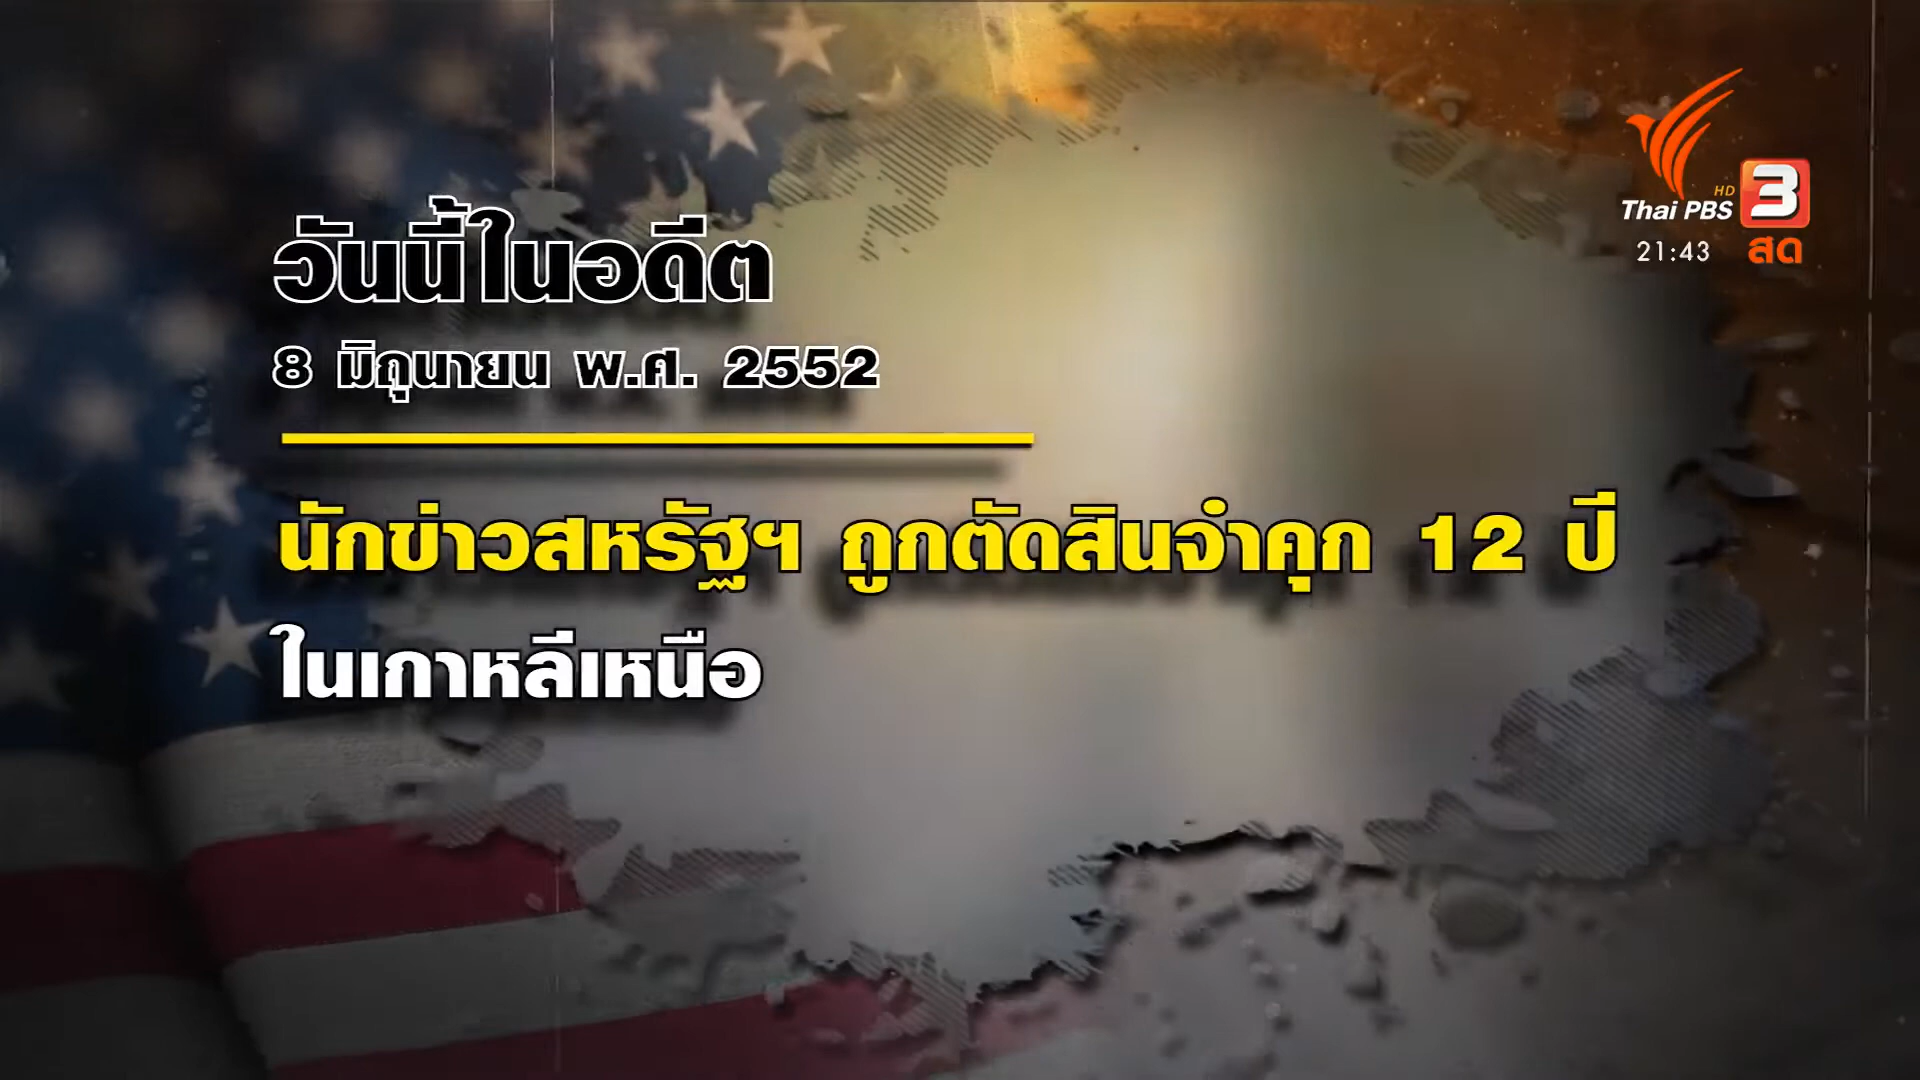 Thai PBS HD 3
21:43 สด
วันนี้ในอดีต
8 มิถุนายน พ.ศ. 2552
นักข่าวสหรัฐฯ ถูกตัดสินจำคุก 12 ปี
ในเกาหลีเหนือ